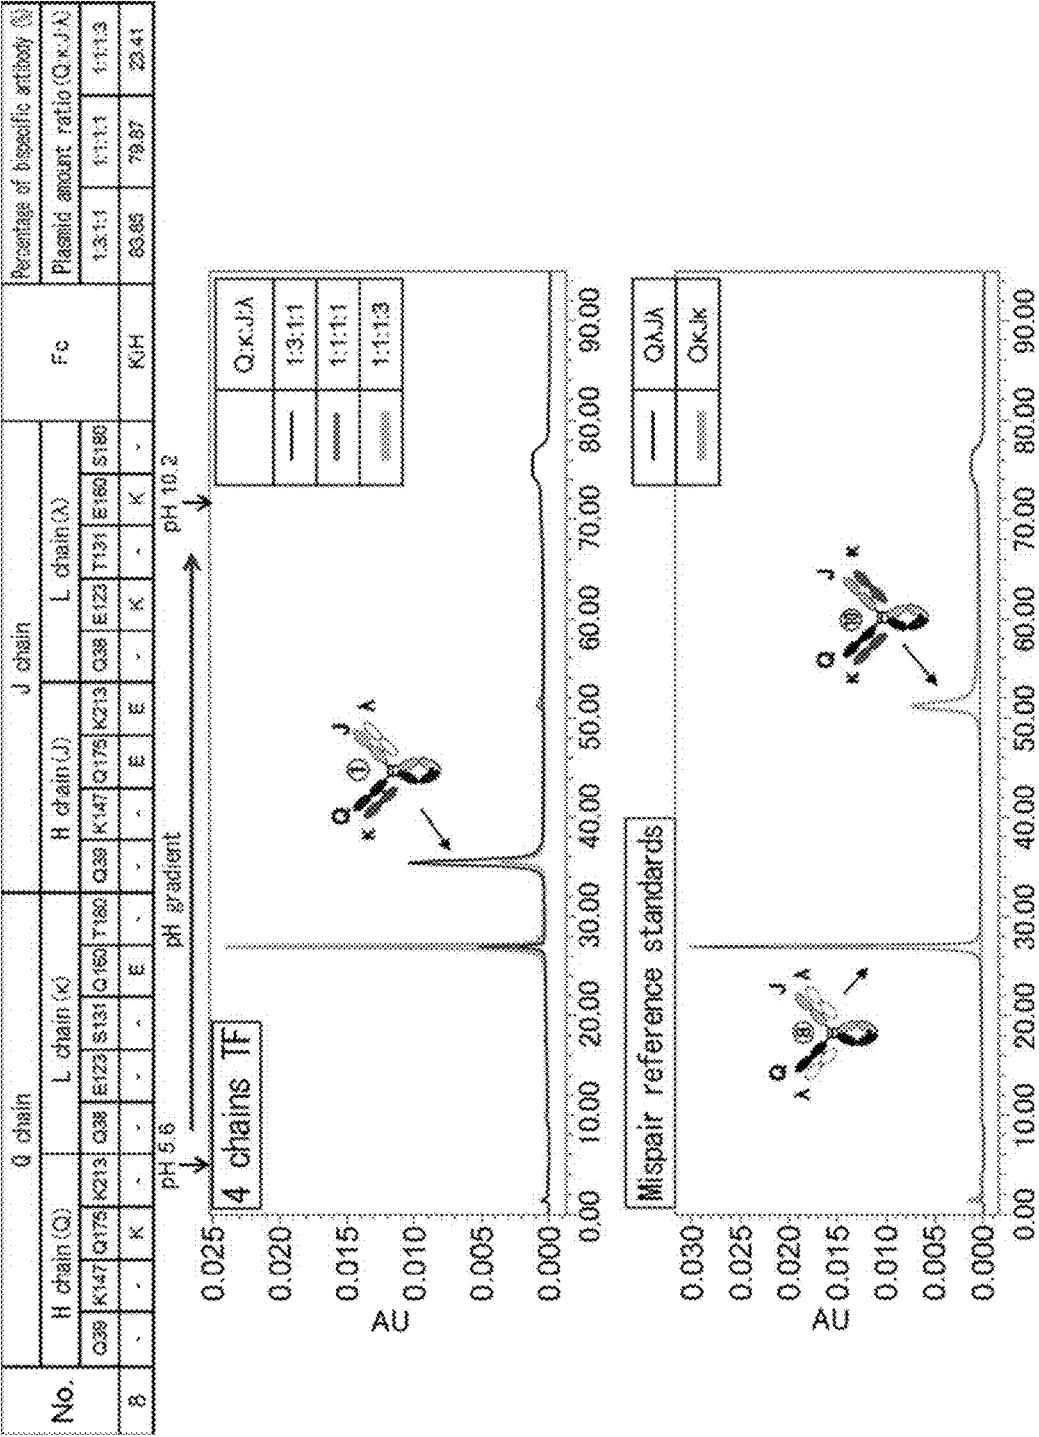 No. Q chain J chain Fc Percentage of bispecific antibody (%)
H chain (Q) L chain (κ) H chain (J) L chain (λ) Plasmid amount ratio (Q:κ:J:λ)
Q39 K147 Q175 K213 Q38 E123 S131 Q160 T180 Q39 K147 Q175 K213 Q38 E123 T131 E160 S180 1:3:1:1 1:1:1:1 1:1:1:3
8 - - K - - - - E - - - E E - K - K - KiH 83.85 79.87 23.41
pH 5.6 pH gradient pH 10.2
4 chains TF
Q:κ:J:λ
1:3:1:1
1:1:1:1
1:1:1:3
Q ① J
κ λ
AU
0.025
0.020
0.015
0.010
0.005
0.000
0.00 10.00 20.00 30.00 40.00 50.00 60.00 70.00 80.00 90.00
Mispair reference standards
QλJλ
QκJκ
Q ⑧ J
λ λ
Q ⑩ J
κ κ
AU
0.030
0.025
0.020
0.015
0.010
0.005
0.000
0.00 10.00 20.00 30.00 40.00 50.00 60.00 70.00 80.00 90.00